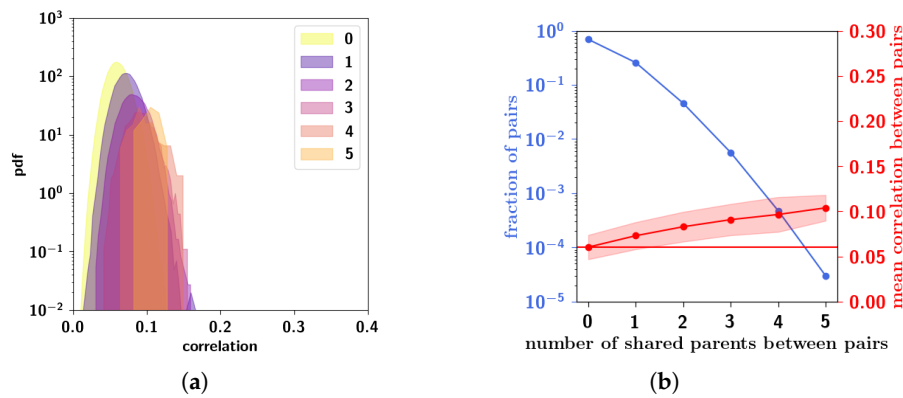 10³
10²
10¹
10⁰
10⁻¹
10⁻²
pdf
0.0 0.1 0.2 0.3 0.4
correlation
0
1
2
3
4
5
(a)
10⁰
10⁻¹
10⁻²
10⁻³
10⁻⁴
10⁻⁵
fraction of pairs
0 1 2 3 4 5
number of shared parents between pairs
0.30
0.25
0.20
0.15
0.10
0.05
0.00
mean correlation between pairs
(b)